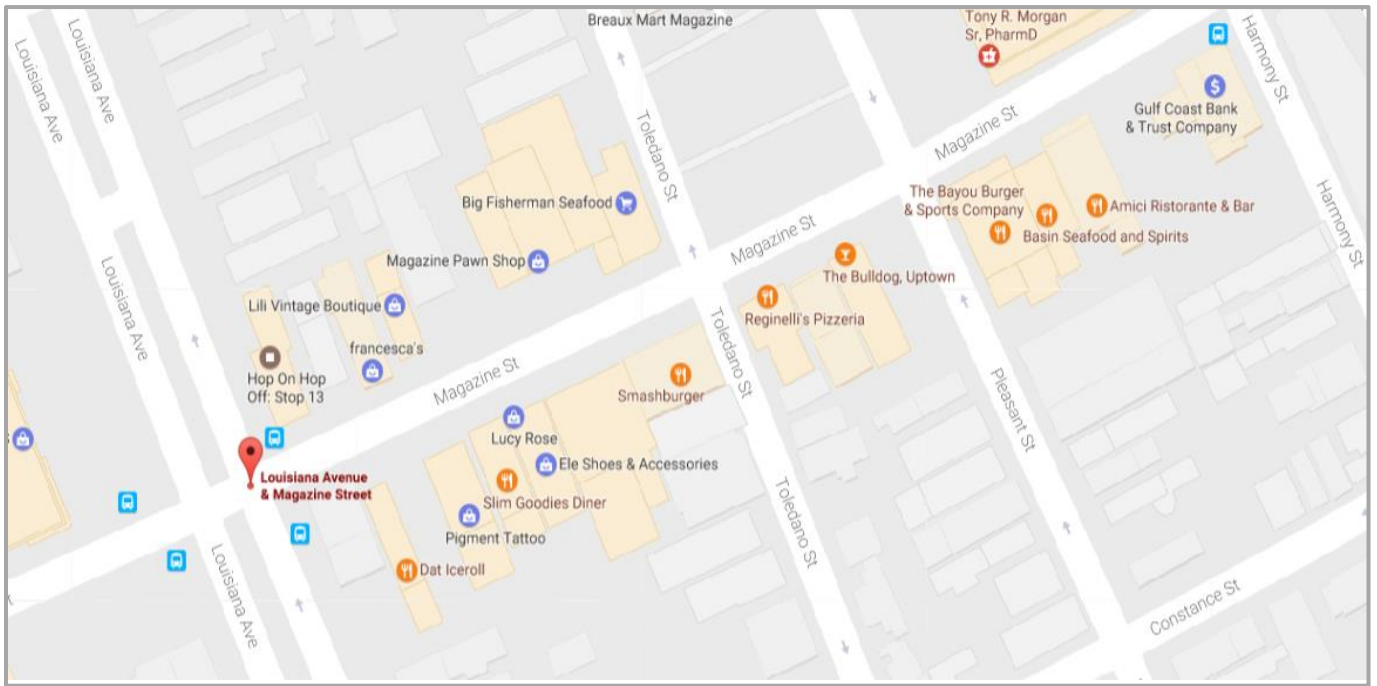 Breaux Mart Magazine
Tony R. Morgan
Sr, PharmD
Harmony St
Louisiana Ave
Louisiana Ave
Gulf Coast Bank
& Trust Company
Magazine St
Toledano St
Harmony St
The Bayou Burger
& Sports Company
Amici Ristorante & Bar
Basin Seafood and Spirits
Big Fisherman Seafood
Magazine St
Magazine Pawn Shop
The Bulldog, Uptown
Louisiana Ave
Lili Vintage Boutique
Reginelli's Pizzeria
francesca's
Toledano St
Hop On Hop
Off: Stop 13
Magazine St
Smashburger
Pleasant St
Lucy Rose
Ele Shoes & Accessories
Louisiana Avenue
& Magazine Street
Slim Goodies Diner
Pigment Tattoo
Toledano St
Dat Iceroll
Louisiana Ave
Constance St